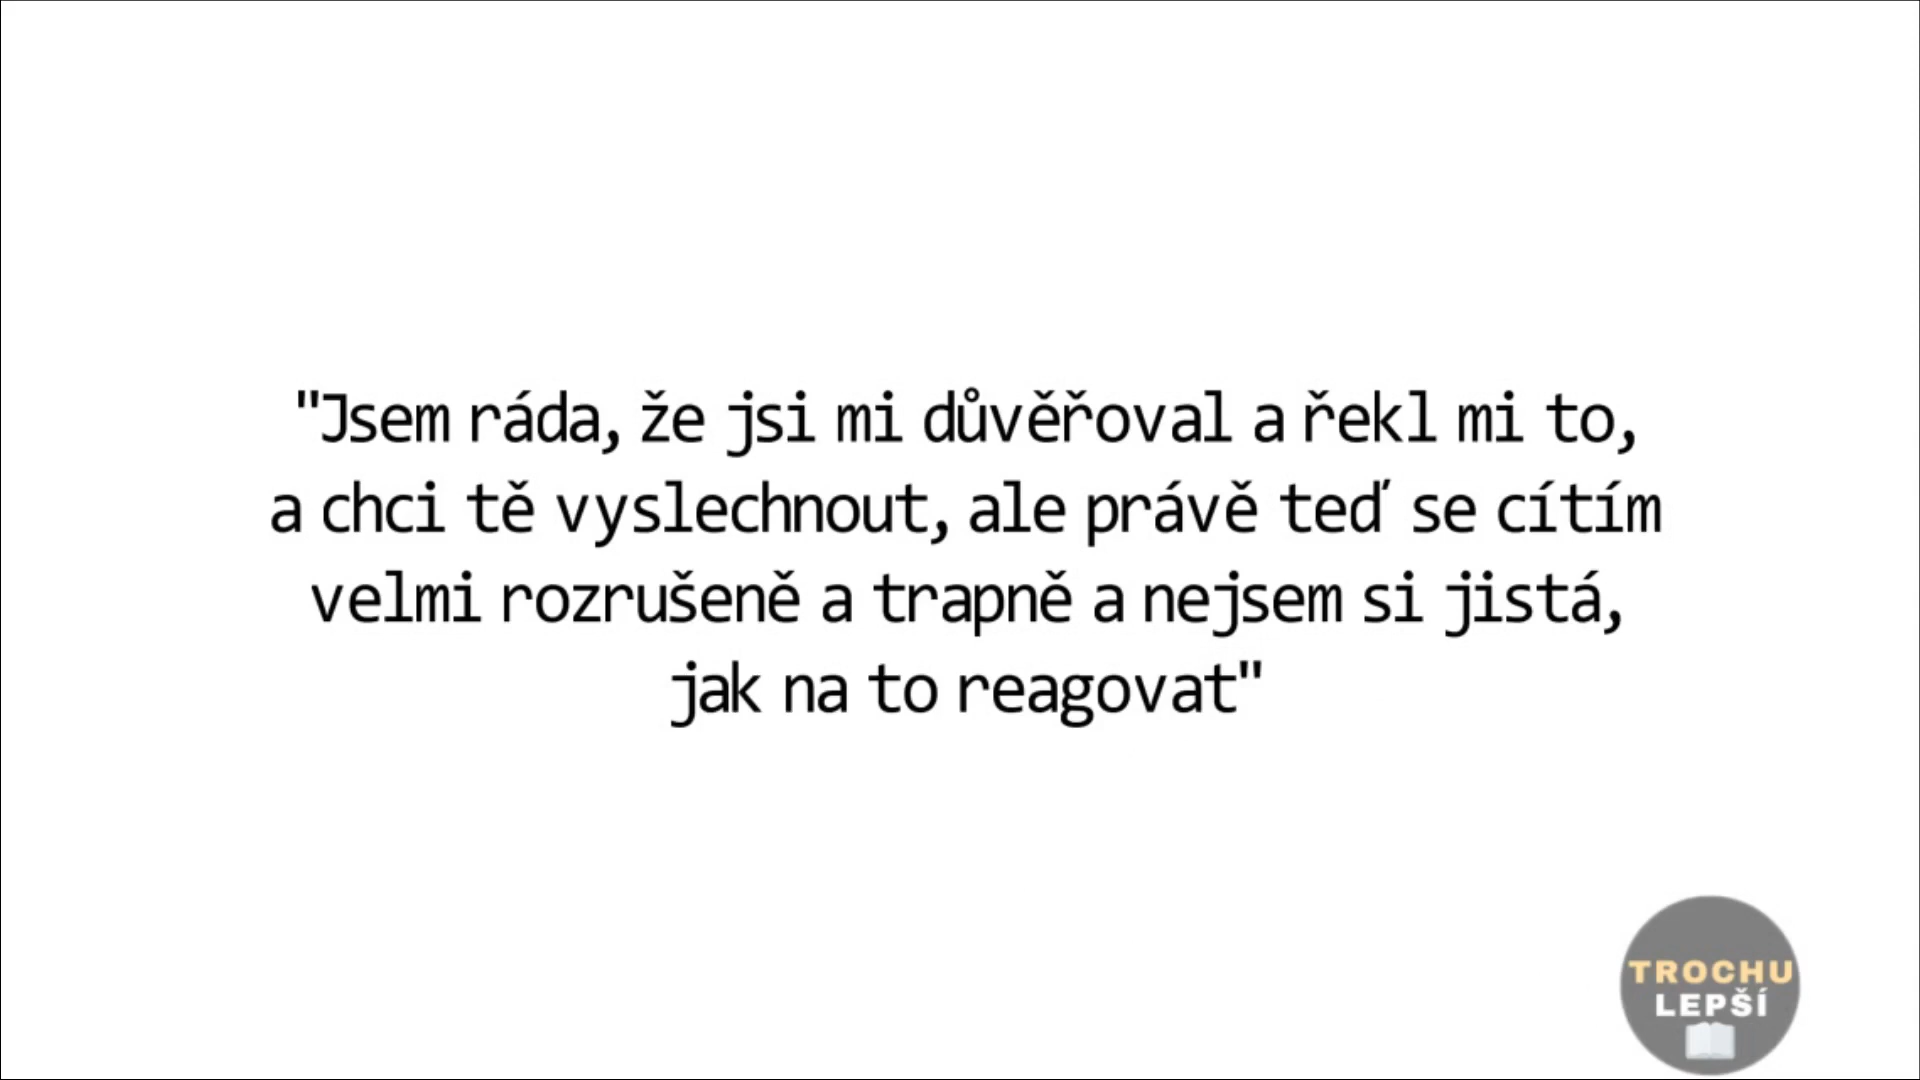 "Jsem ráda, že jsi mi důvěřoval a řekl mi to,
a chci tě vyslechnout, ale právě teď se cítím
velmi rozrušeně a trapně a nejsem si jistá,
jak na to reagovat"
TROCHU
LEPŠÍ